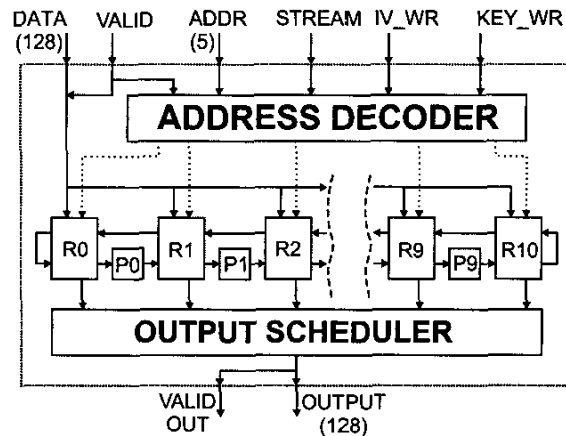 DATA (128)
VALID
ADDR (5)
STREAM
IV_WR
KEY_WR
ADDRESS DECODER
R0
P0
R1
P1
R2
R9
P9
R10
OUTPUT SCHEDULER
VALID OUT
OUTPUT (128)